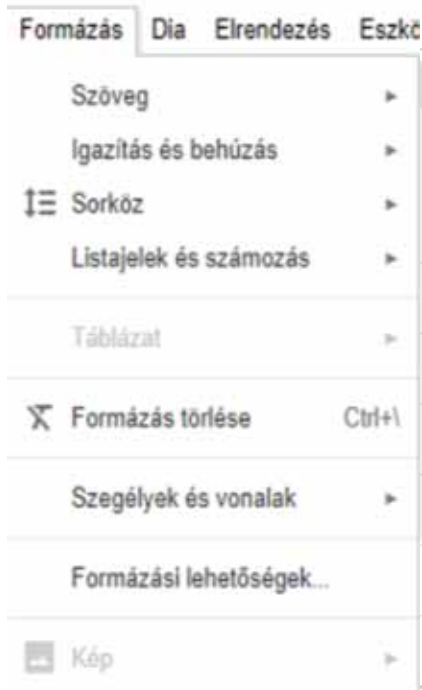 Formázás Dia Elrendezés Eszkö
Szöveg
Igazítás és behúzás
Sorköz
Listajelek és számozás
Táblázat
Formázás törlése Ctrl+\
Szegélyek és vonalak
Formázási lehetőségek...
Kép